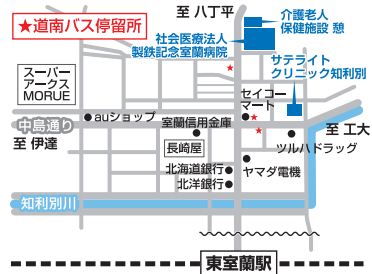 ★道南バス停留所
至 八丁平
介護老人
保健施設 憩
社会医療法人
製鉄記念室蘭病院
サテライト
クリニック知利別
スーパー
アークス
MORUE
セイコー
マート
auショップ
室蘭信用金庫
中島通り
至 伊達
至 工大
長崎屋
ツルハドラッグ
北海道銀行
北洋銀行
ヤマダ電機
知利別川
東室蘭駅